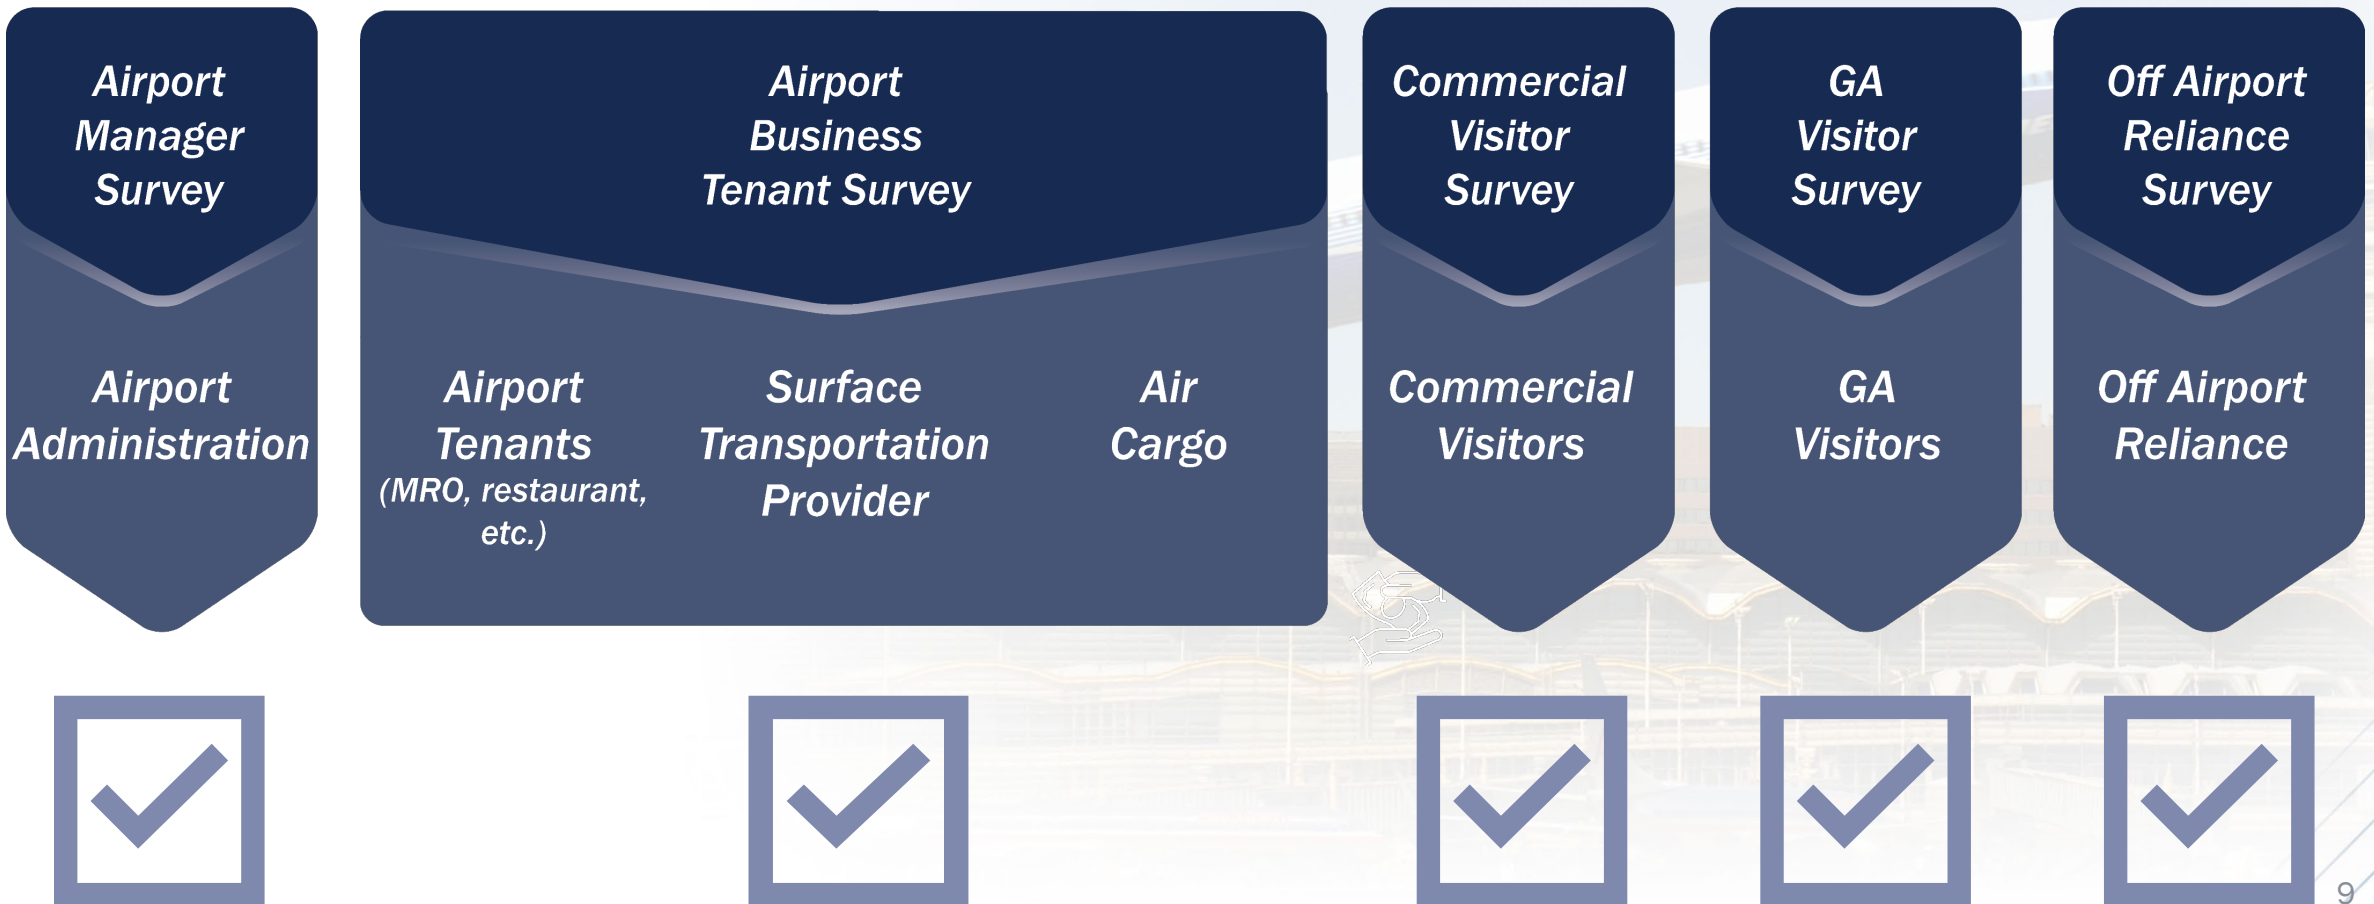 Airport
Manager
Survey
Airport
Administration
Airport
Business
Tenant Survey
Airport
Tenants
(MRO, restaurant,
etc.)
Surface
Transportation
Provider
Air
Cargo
Commercial
Visitor
Survey
Commercial
Visitors
GA
Visitor
Survey
GA
Visitors
Off Airport
Reliance
Survey
Off Airport
Reliance
9